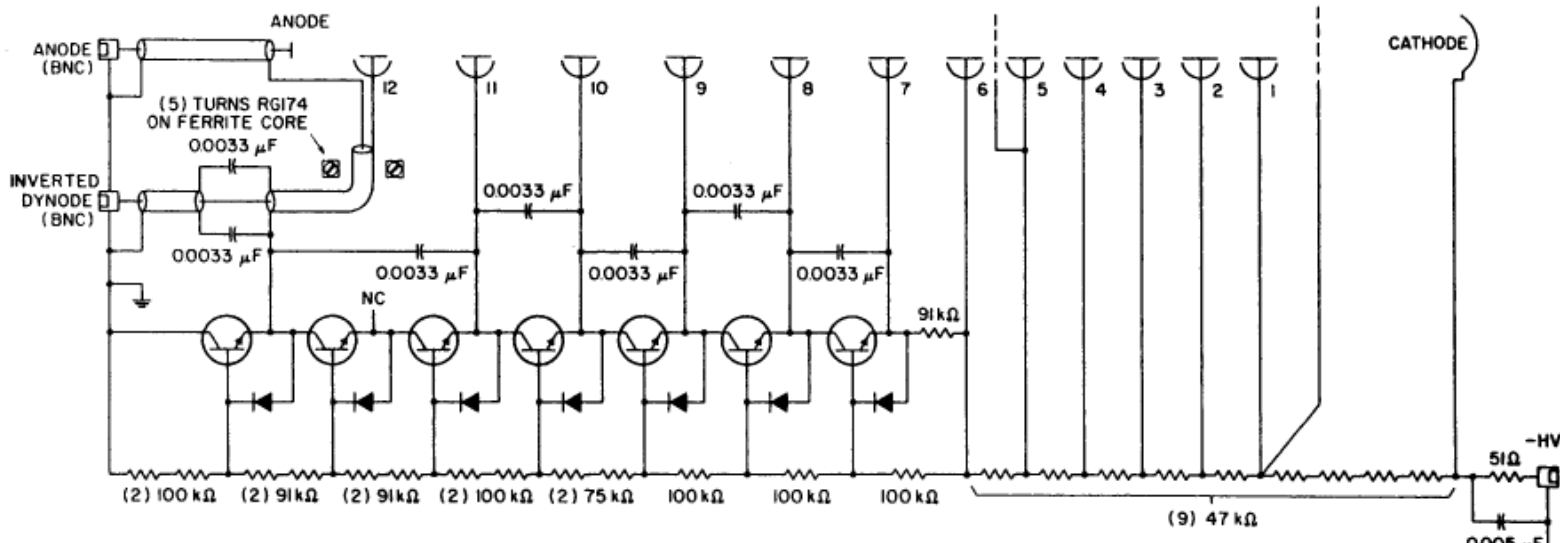 ANODE
ANODE
(BNC)
CATHODE
12
11
10
9
8
7
6
5
4
3
2
1
(5) TURNS RG174
ON FERRITE CORE
0.0033 µF
INVERTED
DYNODE
(BNC)
0.0033 µF
0.0033 µF
0.0033 µF
0.0033 µF
0.0033 µF
0.0033 µF
NC
91 kΩ
-HV
51Ω
(2) 100 kΩ
(2) 91 kΩ
(2) 91 kΩ
(2) 100 kΩ
(2) 75 kΩ
100 kΩ
100 kΩ
100 kΩ
(9) 47 kΩ
0.005 µF